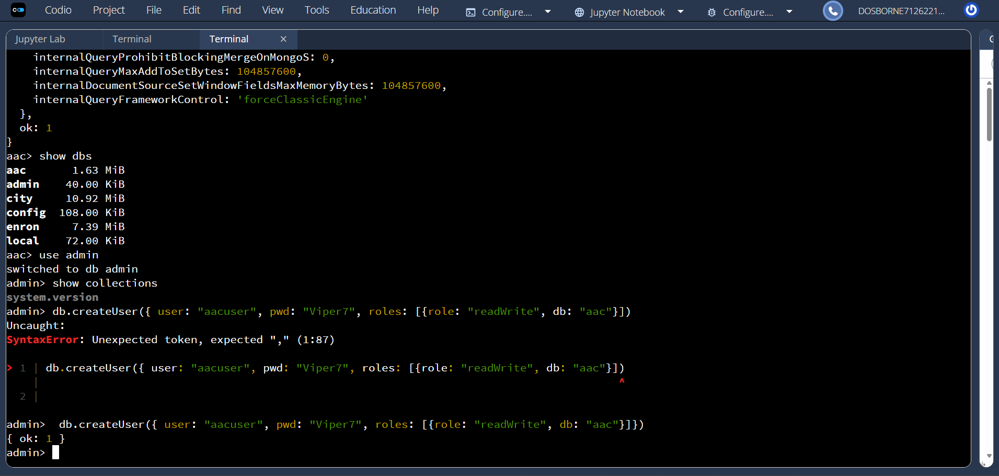 Codio Project File Edit Find View Tools Education Help Configure.... Jupyter Notebook Configure.... DOSBORNE7126221...
Jupyter Lab Terminal Terminal ×
    internalQueryProhibitBlockingMergeOnMongoS: 0,
    internalQueryMaxAddToSetBytes: 104857600,
    internalDocumentSourceSetWindowFieldsMaxMemoryBytes: 104857600,
    internalQueryFrameworkControl: 'forceClassicEngine'
  },
  ok: 1
}
aac> show dbs
aac       1.63 MiB
admin    40.00 KiB
city     10.92 MiB
config  108.00 KiB
enron     7.39 MiB
local    72.00 KiB
aac> use admin
switched to db admin
admin> show collections
system.version
admin> db.createUser({ user: "aacuser", pwd: "Viper7", roles: [{role: "readWrite", db: "aac"}])
Uncaught:
SyntaxError: Unexpected token, expected "," (1:87)
> 1 | db.createUser({ user: "aacuser", pwd: "Viper7", roles: [{role: "readWrite", db: "aac"}])
    |                                                                                       ^
  2 |
admin>  db.createUser({ user: "aacuser", pwd: "Viper7", roles: [{role: "readWrite", db: "aac"}]})
{ ok: 1 }
admin>